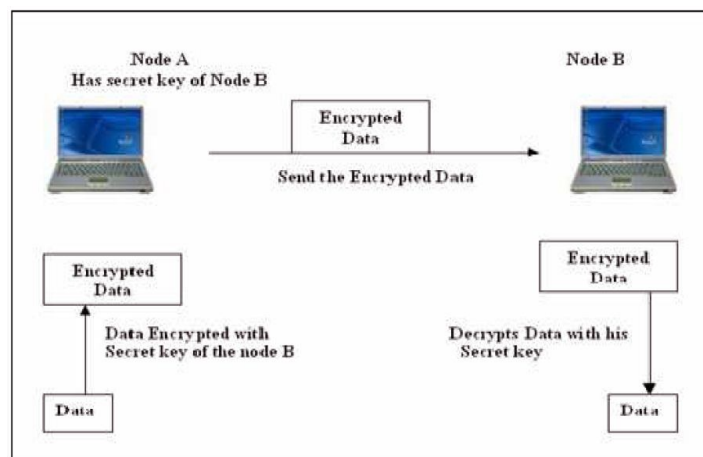 Node A
Has secret key of Node B
Node B
Encrypted
Data
Send the Encrypted Data
Encrypted
Data
Data Encrypted with
Secret key of the node B
Data
Encrypted
Data
Decrypts Data with his
Secret key
Data